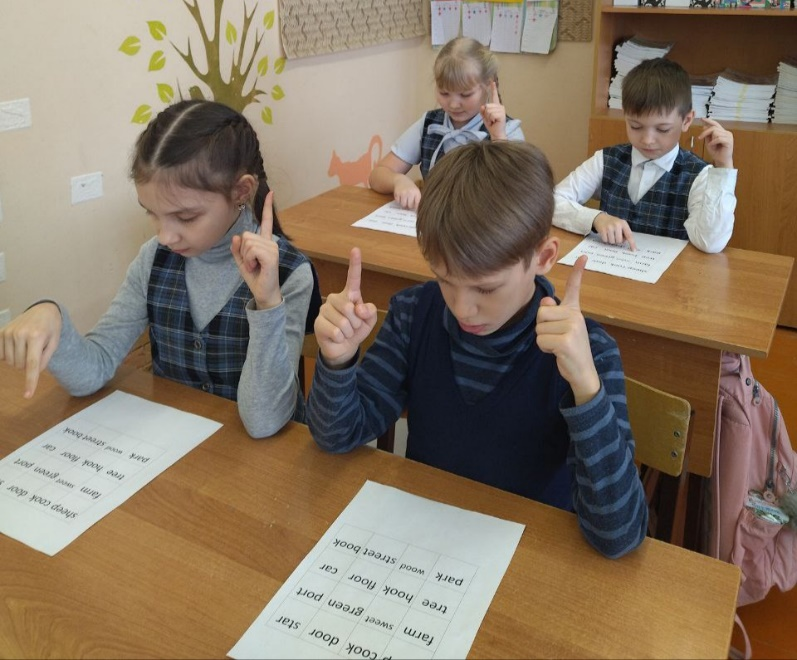 sheep cook door
farm sweet green port
tree hook floor car
park wood street book
cook door star
farm sweet green port
tree hook floor car
park wood street book